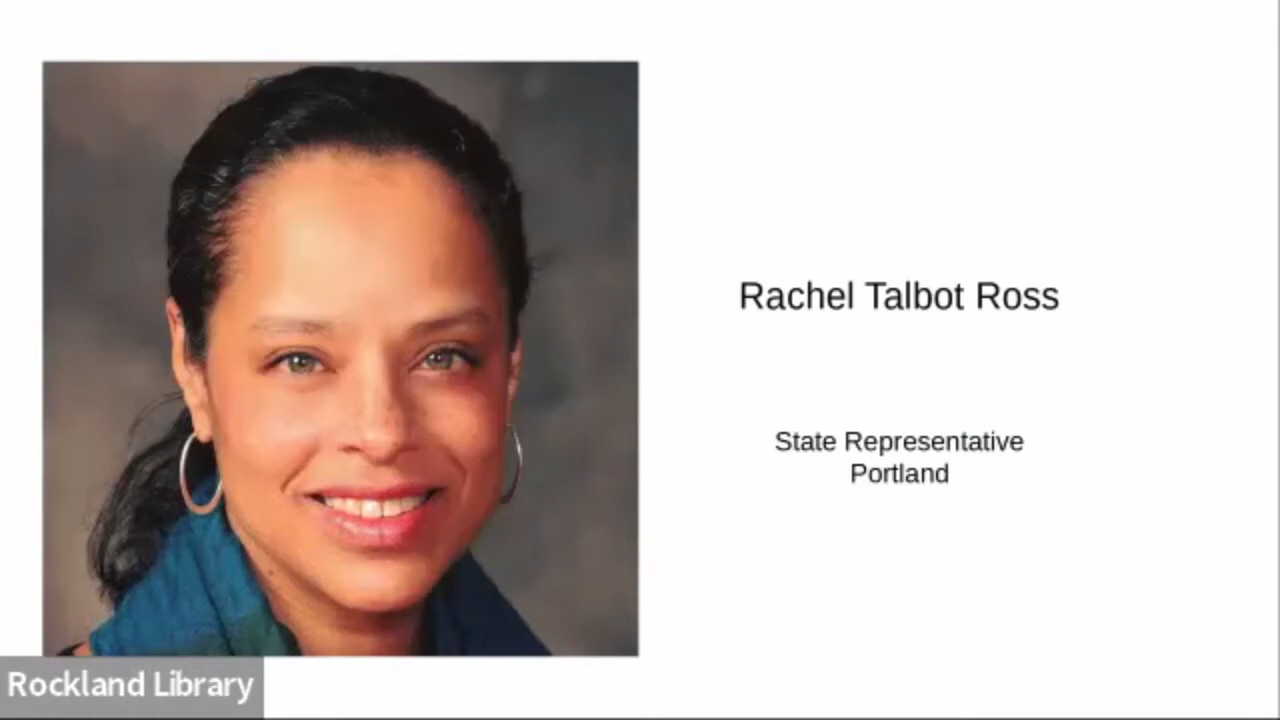 Rachel Talbot Ross
State Representative
Portland
Rockland Library